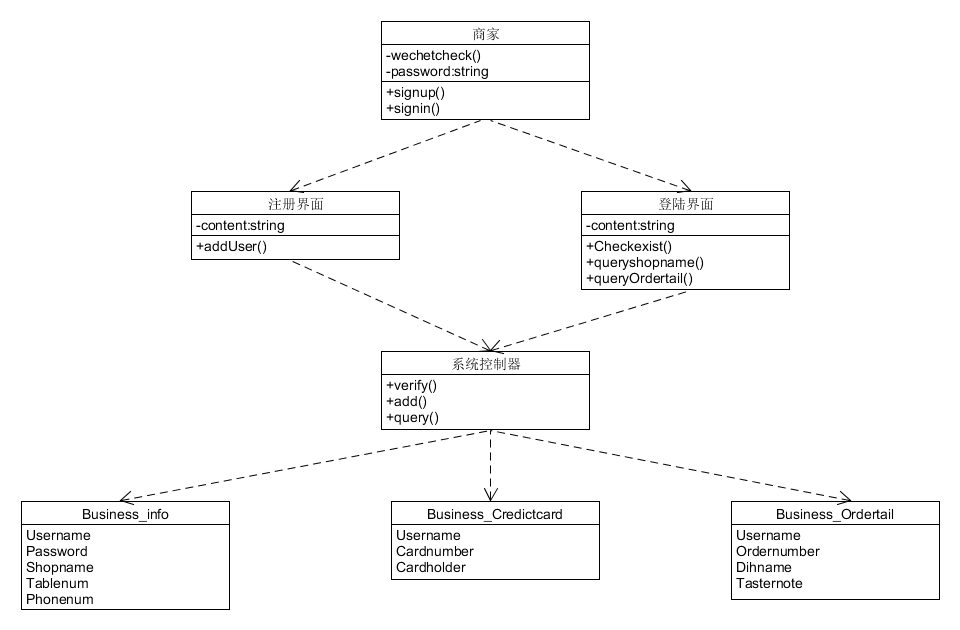 商家
-wechetcheck()
-password:string
+signup()
+signin()
注册界面
-content:string
+addUser()
登陆界面
-content:string
+Checkexist()
+queryshopname()
+queryOrdertail()
系统控制器
+verify()
+add()
+query()
Business_info
Username
Password
Shopname
Tablenum
Phonenum
Business_Credictcard
Username
Cardnumber
Cardholder
Business_Ordertail
Username
Ordernumber
Dihname
Tasternote